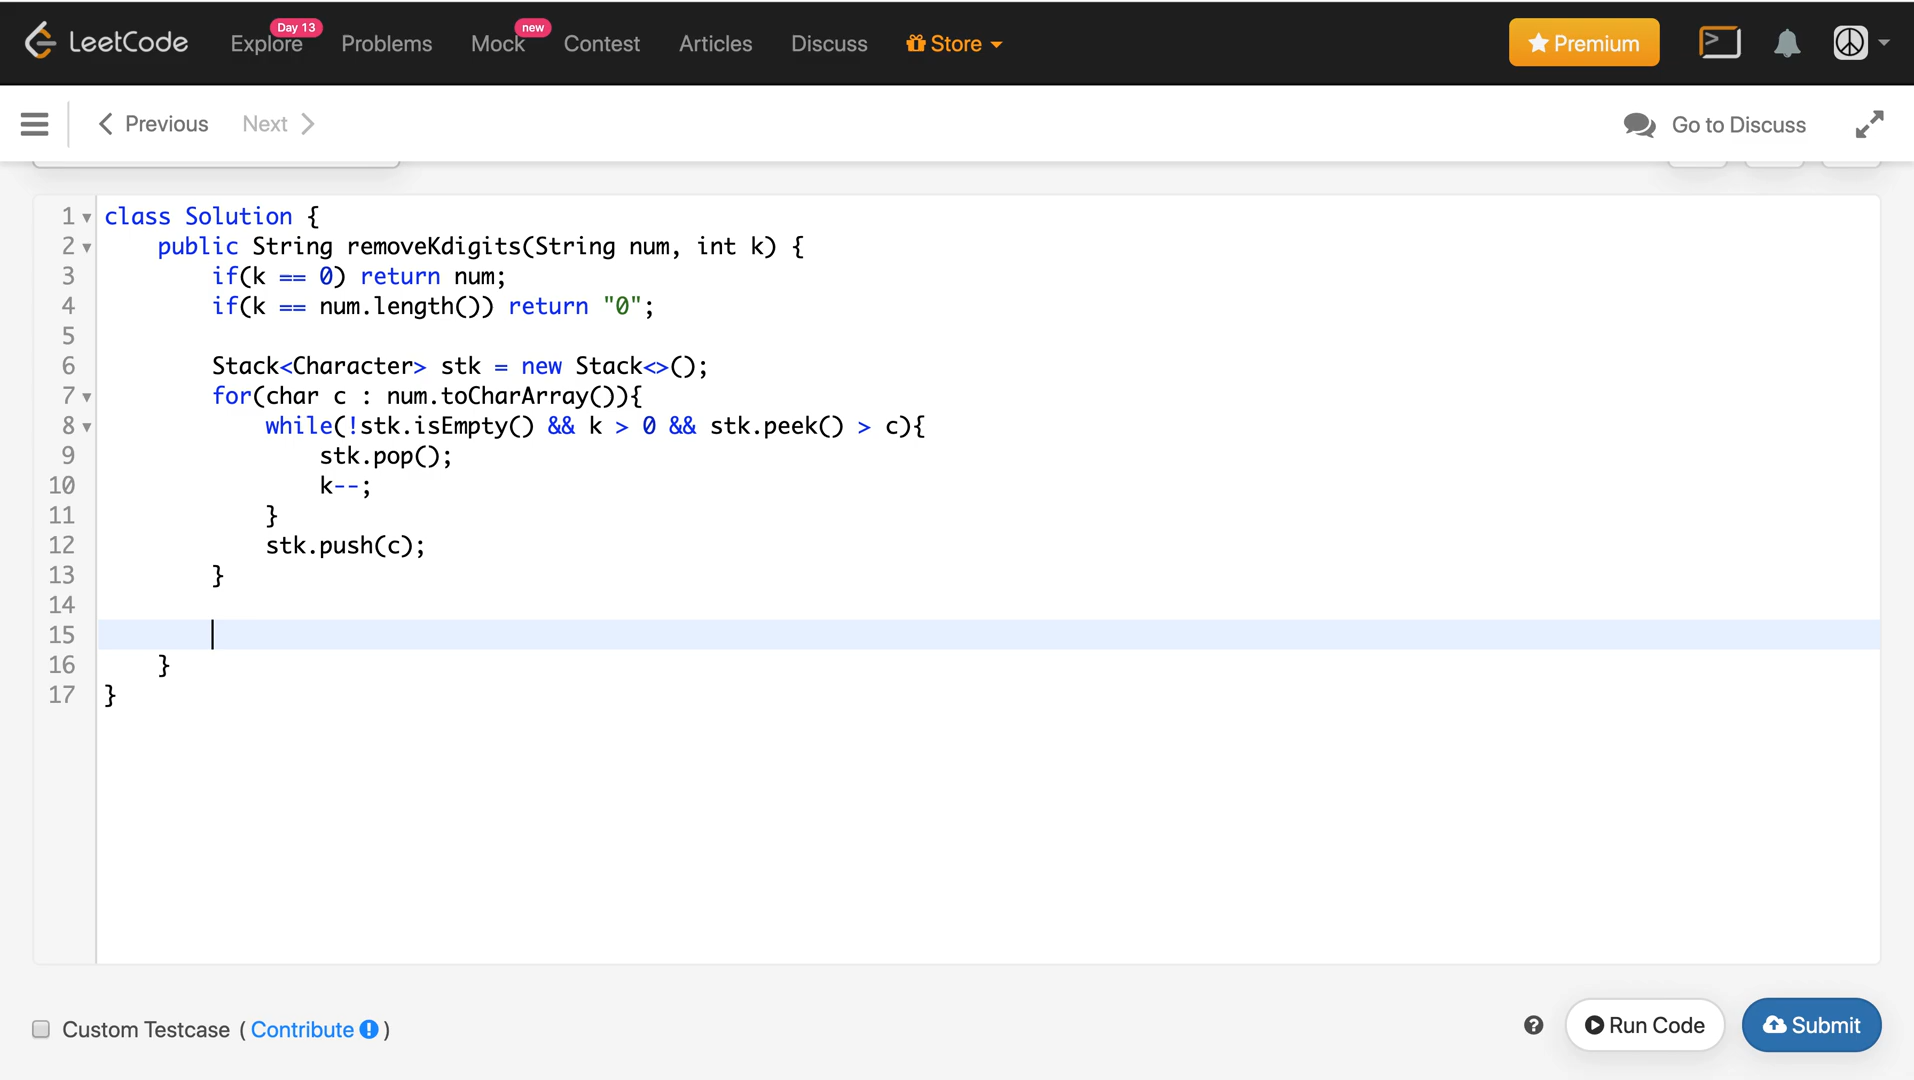 LeetCode Explore Day 13 Problems Mock new Contest Articles Discuss Store Premium
Previous Next Go to Discuss
1 class Solution {
2     public String removeKdigits(String num, int k) {
3         if(k == 0) return num;
4         if(k == num.length()) return "0";
5
6         Stack<Character> stk = new Stack<>();
7         for(char c : num.toCharArray()){
8             while(!stk.isEmpty() && k > 0 && stk.peek() > c){
9                 stk.pop();
10                 k--;
11             }
12             stk.push(c);
13         }
14
15
16     }
17 }
Custom Testcase ( Contribute ! ) ? Run Code Submit